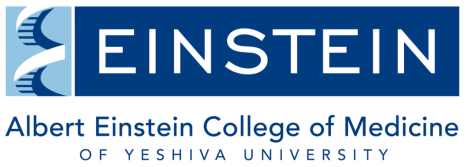 EINSTEIN
Albert Einstein College of Medicine
OF YESHIVA UNIVERSITY